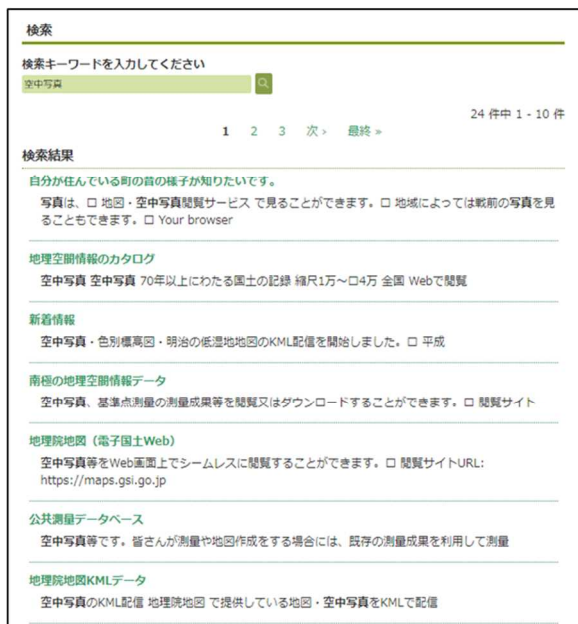 検索
検索キーワードを入力してください
空中写真
24 件中 1 - 10 件
1 2 3 次 › 最終 »
検索結果
自分が住んでいる町の昔の様子が知りたいです。
写真は、□ 地図・空中写真閲覧サービス で見ることができます。□ 地域によっては戦前の写真を見
ることもできます。□ Your browser
地理空間情報のカタログ
空中写真 空中写真 70年以上にわたる国土の記録 縮尺1万～□4万 全国 Webで閲覧
新着情報
空中写真・色別標高図・明治の低湿地地図のKML配信を開始しました。□ 平成
南極の地理空間情報データ
空中写真、基準点測量の測量成果等を閲覧又はダウンロードすることができます。□ 閲覧サイト
地理院地図（電子国土Web）
空中写真等をWeb画面上でシームレスに閲覧することができます。□ 閲覧サイトURL:
https://maps.gsi.go.jp
公共測量データベース
空中写真等です。皆さんが測量や地図作成をする場合には、既存の測量成果を利用して測量
地理院地図KMLデータ
空中写真のKML配信 地理院地図 で提供している地図・空中写真をKMLで配信